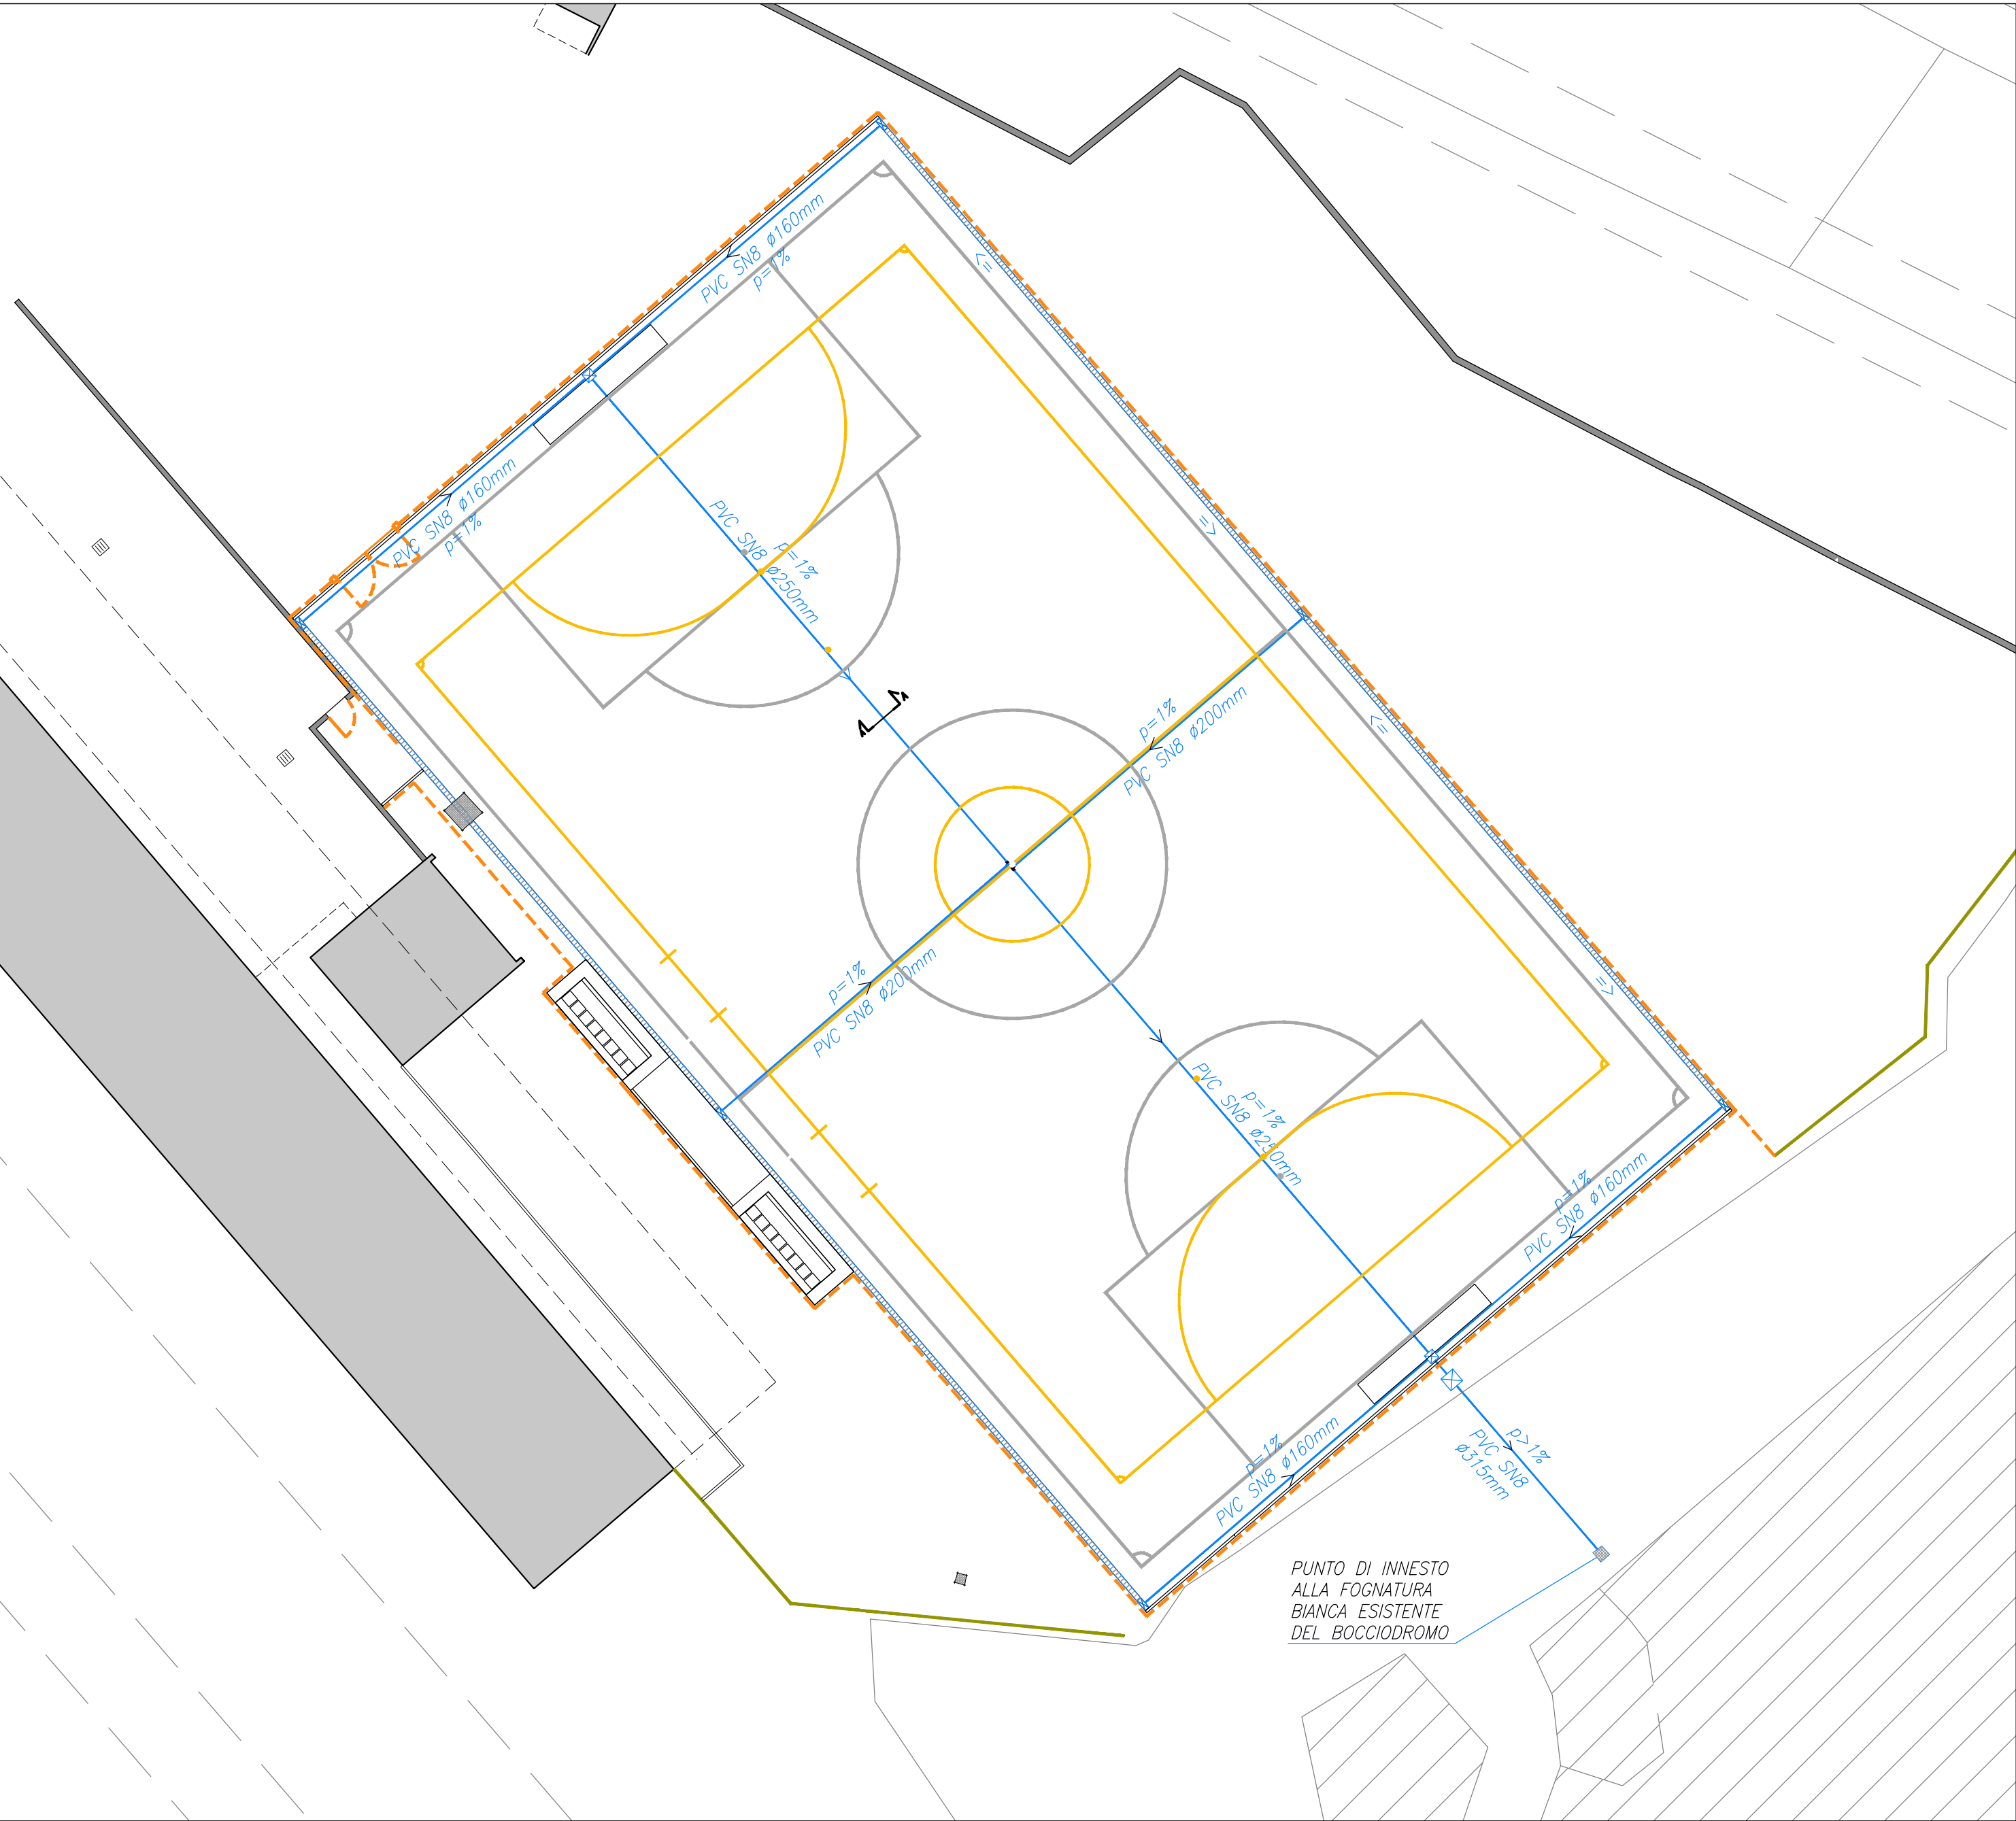 PVC SN8 ø160mm
p=1%
<=
PVC SN8 ø160mm
p=1%
PVC SN8
ø250mm
p=1%
=>
p=1%
PVC SN8 ø200mm
<=
p=1%
PVC SN8 ø200mm
=>
PVC SN8 ø250mm
p=1%
p=1%
PVC SN8 ø160mm
p=1%
PVC SN8 ø160mm
p>1%
PVC SN8
ø315mm
PUNTO DI INNESTO
ALLA FOGNATURA
BIANCA ESISTENTE
DEL BOCCIODROMO